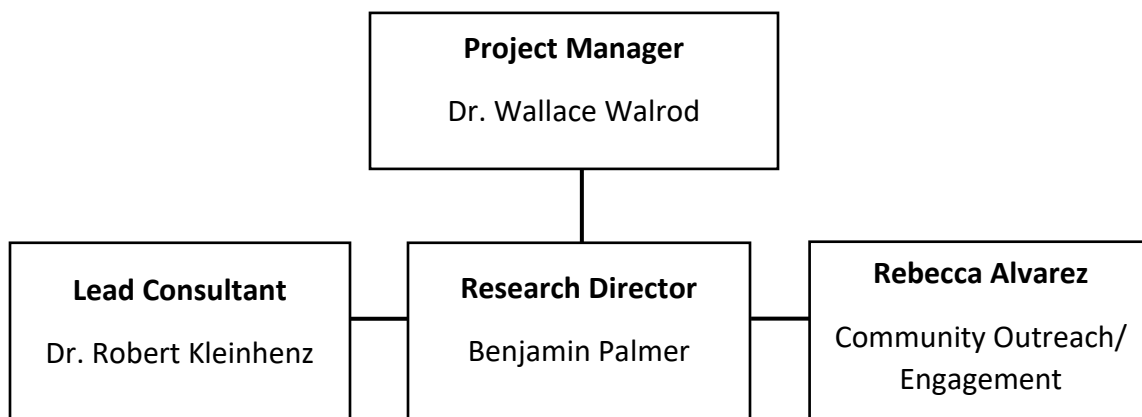 Project Manager
Dr. Wallace Walrod
Lead Consultant
Dr. Robert Kleinhenz
Research Director
Benjamin Palmer
Rebecca Alvarez
Community Outreach/
Engagement